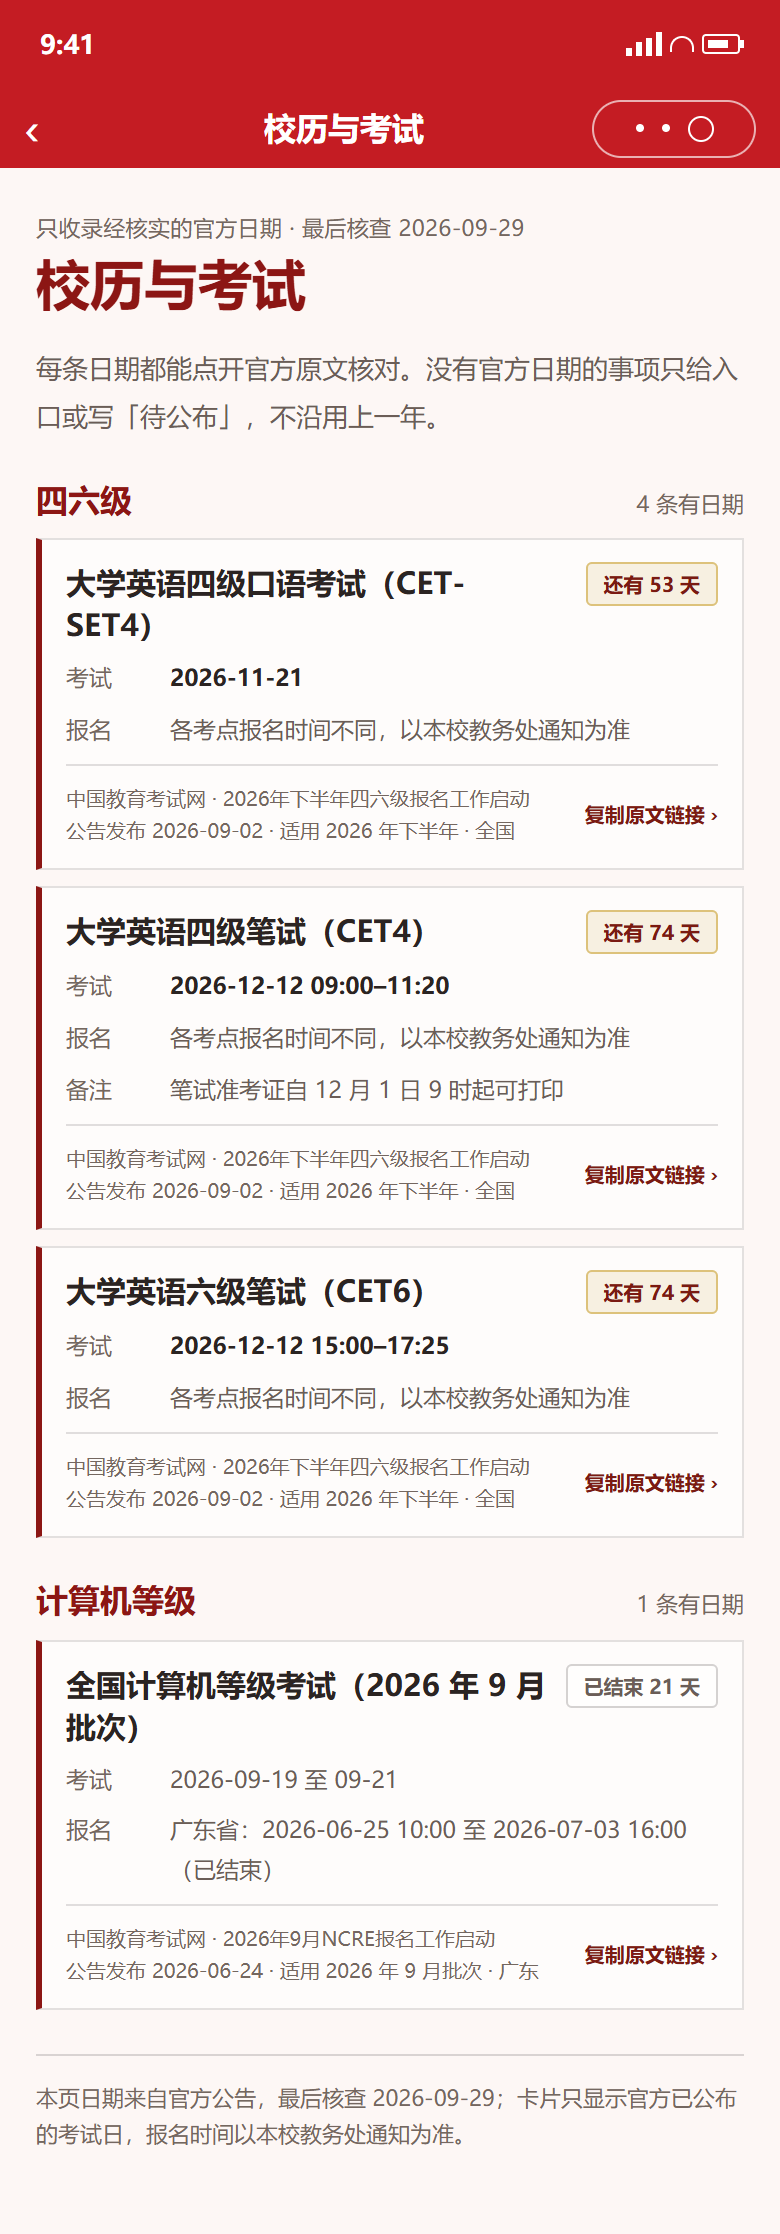 9:41
‹ 校历与考试
只收录经核实的官方日期 · 最后核查 2026-09-29
校历与考试
每条日期都能点开官方原文核对。没有官方日期的事项只给入
口或写「待公布」，不沿用上一年。
四六级 4 条有日期
大学英语四级口语考试（CET-
SET4）
还有 53 天
考试 2026-11-21
报名 各考点报名时间不同，以本校教务处通知为准
中国教育考试网 · 2026年下半年四六级报名工作启动
公告发布 2026-09-02 · 适用 2026 年下半年 · 全国
复制原文链接 ›
大学英语四级笔试（CET4） 还有 74 天
考试 2026-12-12 09:00–11:20
报名 各考点报名时间不同，以本校教务处通知为准
备注 笔试准考证自 12 月 1 日 9 时起可打印
中国教育考试网 · 2026年下半年四六级报名工作启动
公告发布 2026-09-02 · 适用 2026 年下半年 · 全国
复制原文链接 ›
大学英语六级笔试（CET6） 还有 74 天
考试 2026-12-12 15:00–17:25
报名 各考点报名时间不同，以本校教务处通知为准
中国教育考试网 · 2026年下半年四六级报名工作启动
公告发布 2026-09-02 · 适用 2026 年下半年 · 全国
复制原文链接 ›
计算机等级 1 条有日期
全国计算机等级考试（2026 年 9 月
批次）
已结束 21 天
考试 2026-09-19 至 09-21
报名 广东省：2026-06-25 10:00 至 2026-07-03 16:00
（已结束）
中国教育考试网 · 2026年9月NCRE报名工作启动
公告发布 2026-06-24 · 适用 2026 年 9 月批次 · 广东
复制原文链接 ›
本页日期来自官方公告，最后核查 2026-09-29；卡片只显示官方已公布
的考试日，报名时间以本校教务处通知为准。